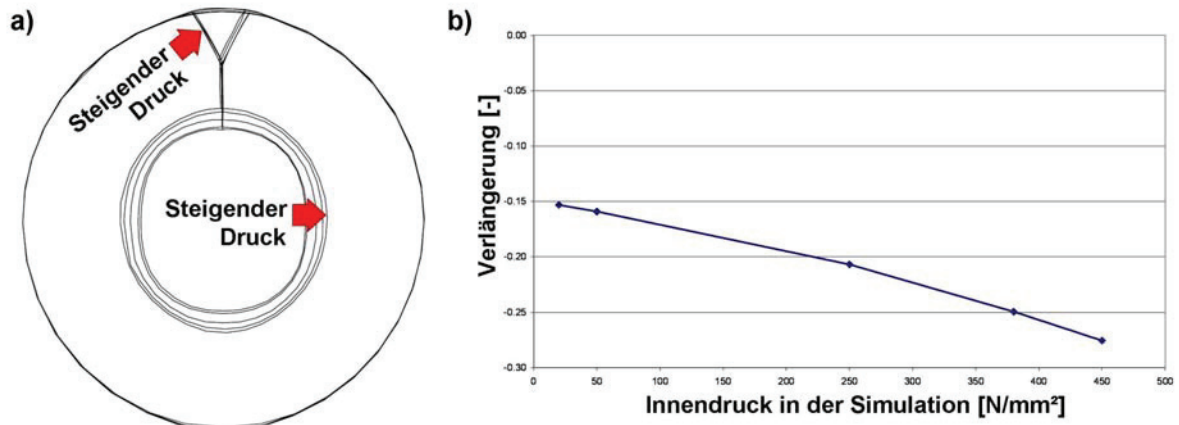 a)
Steigender
Druck
Steigender
Druck
b)
Verlängerung [-]
0.00
-0.05
-0.10
-0.15
-0.20
-0.25
-0.30
0
50
100
150
200
250
300
350
400
450
500
Innendruck in der Simulation [N/mm²]